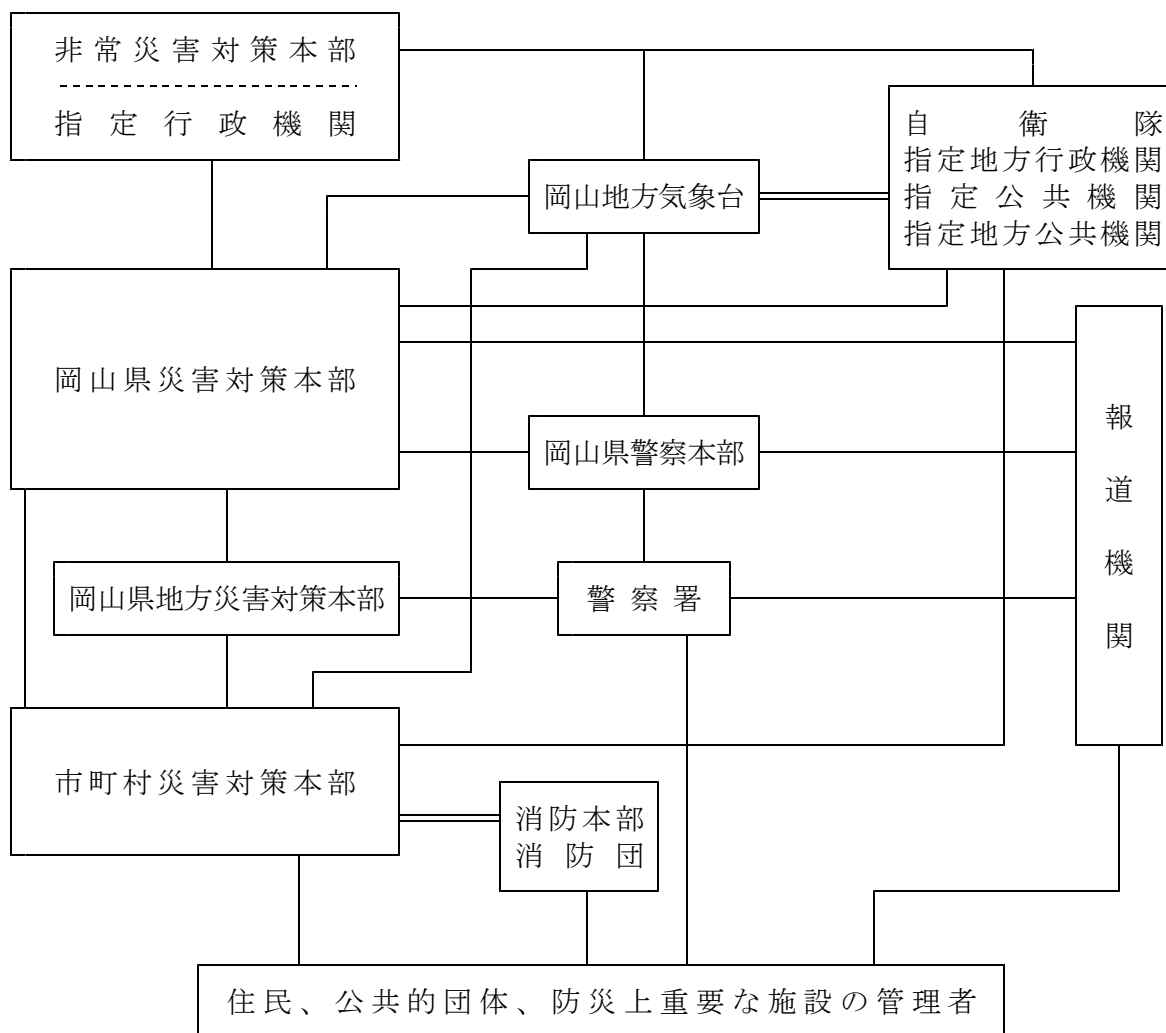 非常災害対策本部
指定行政機関
自衛隊
指定地方行政機関
指定公共機関
指定地方公共機関
岡山地方気象台
岡山県災害対策本部
報道機関
岡山県警察本部
岡山県地方災害対策本部
警察署
市町村災害対策本部
消防本部
消防団
住民、公共的団体、防災上重要な施設の管理者